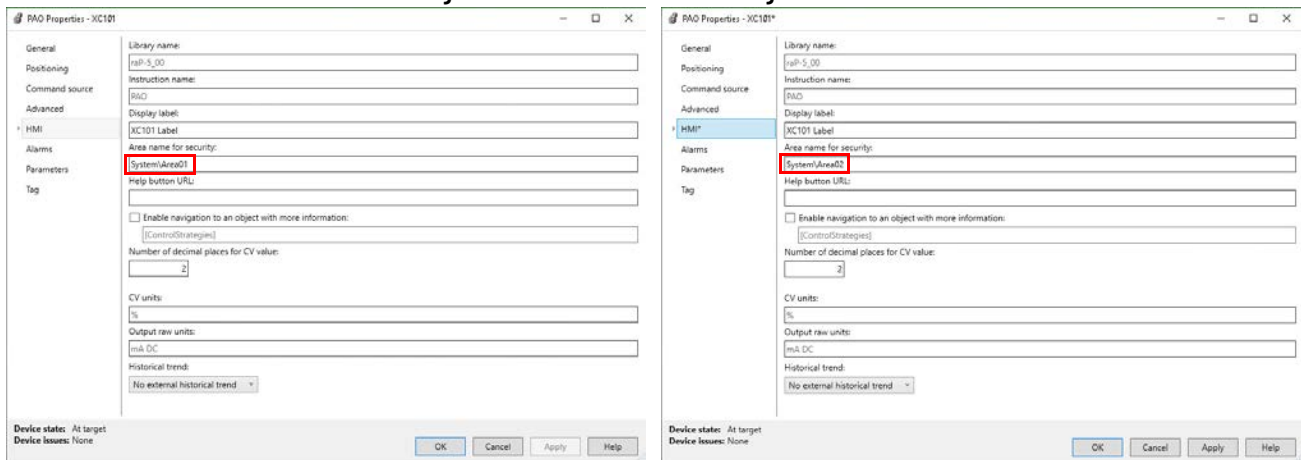 PAO Properties - XC101
General
Positioning
Command source
Advanced
HMI
Alarms
Parameters
Tag
Library name:
raP-5_00
Instruction name:
PAO
Display label:
XC101 Label
Area name for security:
System\Area01
Help button URL:
Enable navigation to an object with more information:
[ControlStrategies]
Number of decimal places for CV value:
2
CV units:
%
Output raw units:
mA DC
Historical trend:
No external historical trend
Device state: At target
Device issues: None
OK Cancel Apply Help
PAO Properties - XC101*
General
Positioning
Command source
Advanced
HMI*
Alarms
Parameters
Tag
Library name:
raP-5_00
Instruction name:
PAO
Display label:
XC101 Label
Area name for security:
System\Area02
Help button URL:
Enable navigation to an object with more information:
[ControlStrategies]
Number of decimal places for CV value:
2
CV units:
%
Output raw units:
mA DC
Historical trend:
No external historical trend
Device state: At target
Device issues: None
OK Cancel Apply Help